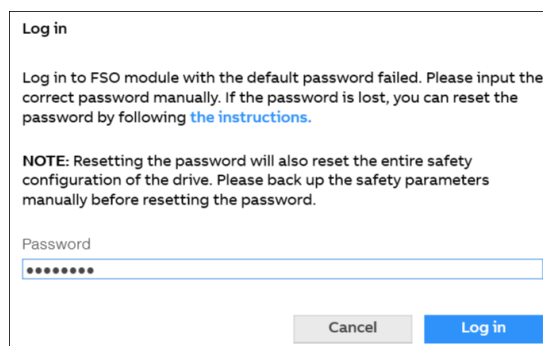 Log in
Log in to FSO module with the default password failed. Please input the
correct password manually. If the password is lost, you can reset the
password by following the instructions.
NOTE: Resetting the password will also reset the entire safety
configuration of the drive. Please back up the safety parameters
manually before resetting the password.
Password
●●●●●●●●
Cancel Log in